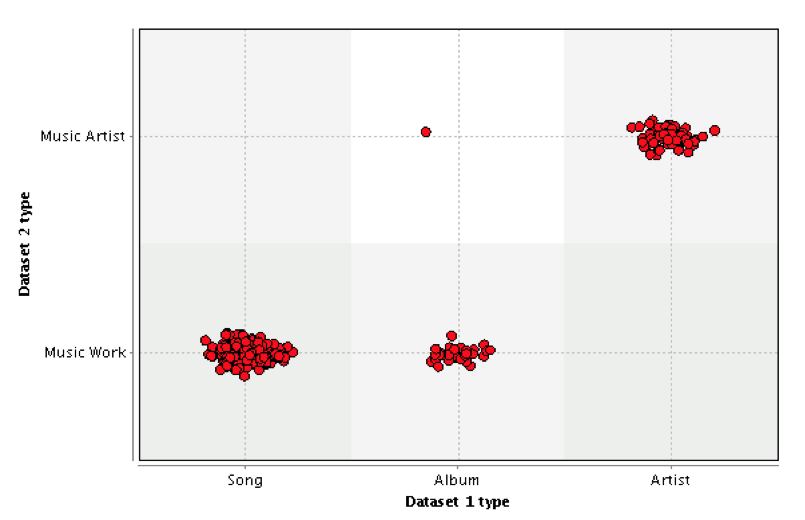 Music Artist
Dataset 2 type
Music Work
Song
Album
Artist
Dataset 1 type